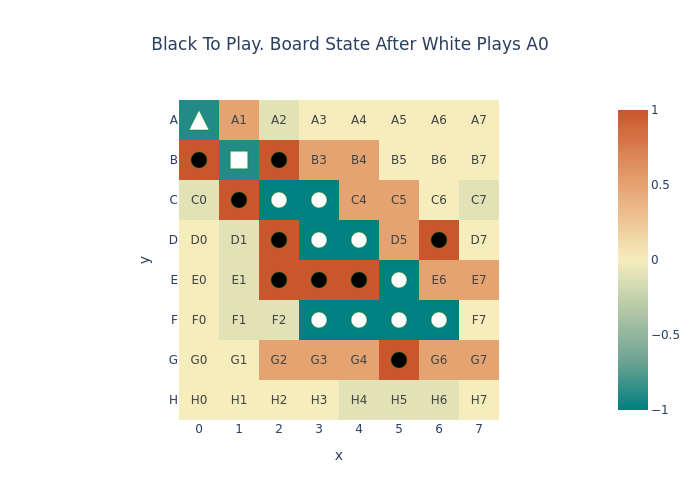 Black To Play. Board State After White Plays A0
A A1 A2 A3 A4 A5 A6 A7
B B3 B4 B5 B6 B7
C C0 C4 C5 C6 C7
D D0 D1 D5 D7
E E0 E1 E6 E7
F F0 F1 F2 F7
G G0 G1 G2 G3 G4 G6 G7
H H0 H1 H2 H3 H4 H5 H6 H7
0 1 2 3 4 5 6 7
x
y
1
0.5
0
−0.5
−1